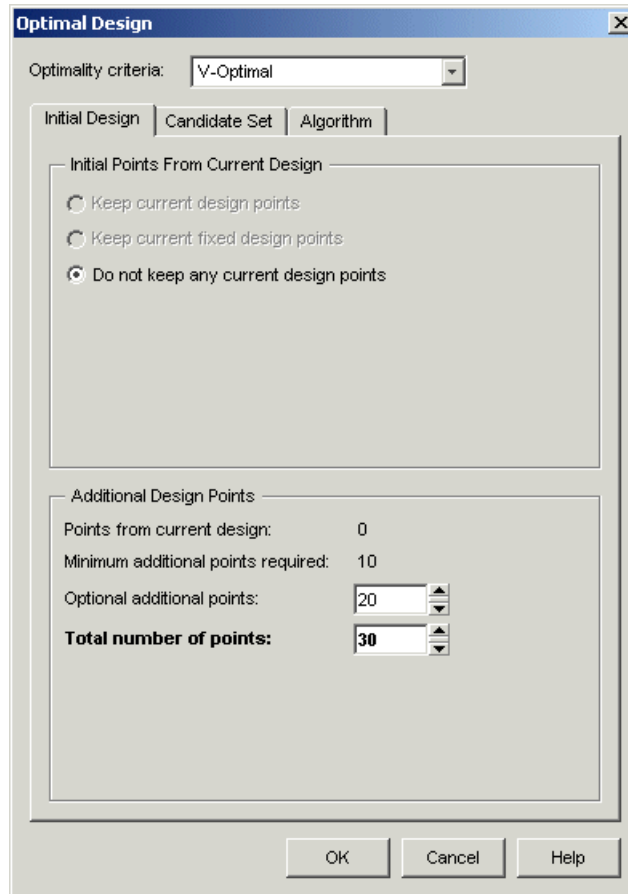 Optimal Design
Optimality criteria: V-Optimal
Initial Design Candidate Set Algorithm
Initial Points From Current Design
Keep current design points
Keep current fixed design points
Do not keep any current design points
Additional Design Points
Points from current design: 0
Minimum additional points required: 10
Optional additional points: 20
Total number of points: 30
OK Cancel Help